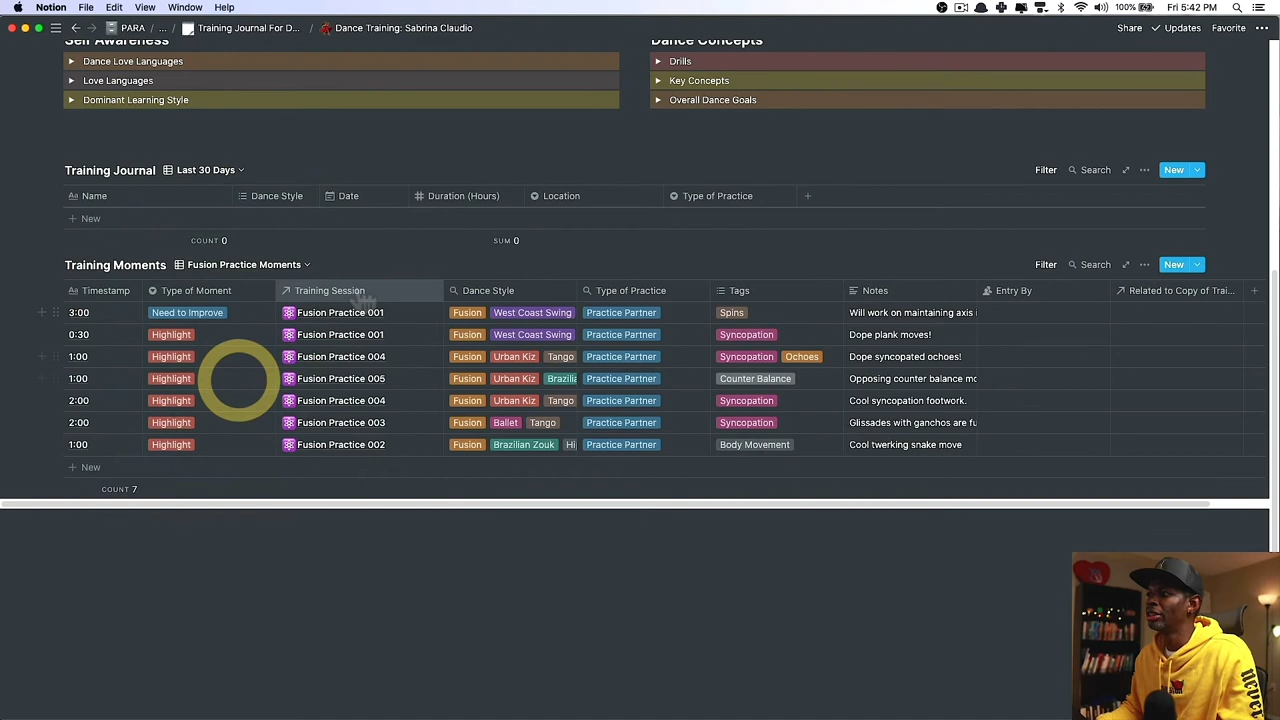 Notion File Edit View Window Help 100% Fri 5:42 PM
PARA / ... / Training Journal For D... / Dance Training: Sabrina Claudio Share Updates Favorite
Self Awareness Dance Concepts
Dance Love Languages Drills
Love Languages Key Concepts
Dominant Learning Style Overall Dance Goals
Training Journal Last 30 Days Filter Search New
Aa Name Dance Style Date # Duration (Hours) Location Type of Practice +
+ New
COUNT 0 SUM 0
Training Moments Fusion Practice Moments Filter Search New
Aa Timestamp Type of Moment Training Session Dance Style Type of Practice Tags Notes Entry By Related to Copy of Trai... +
3:00 Need to Improve Fusion Practice 001 Fusion West Coast Swing Practice Partner Spins Will work on maintaining axis i
0:30 Highlight Fusion Practice 001 Fusion West Coast Swing Practice Partner Syncopation Dope plank moves!
1:00 Highlight Fusion Practice 004 Fusion Urban Kiz Tango Practice Partner Syncopation Ochoes Dope syncopated ochoes!
1:00 Highlight Fusion Practice 005 Fusion Urban Kiz Brazilia Practice Partner Counter Balance Opposing counter balance mo
2:00 Highlight Fusion Practice 004 Fusion Urban Kiz Tango Practice Partner Syncopation Cool syncopation footwork.
2:00 Highlight Fusion Practice 003 Fusion Ballet Tango Practice Partner Syncopation Glissades with ganchos are fu
1:00 Highlight Fusion Practice 002 Fusion Brazilian Zouk Hi Practice Partner Body Movement Cool twerking snake move
+ New
COUNT 7